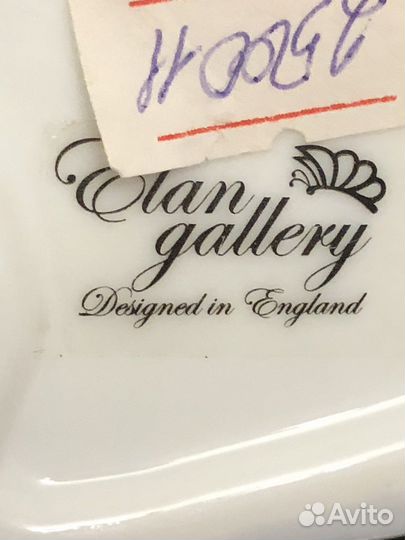 Elan
gallery
Designed in England
Avito